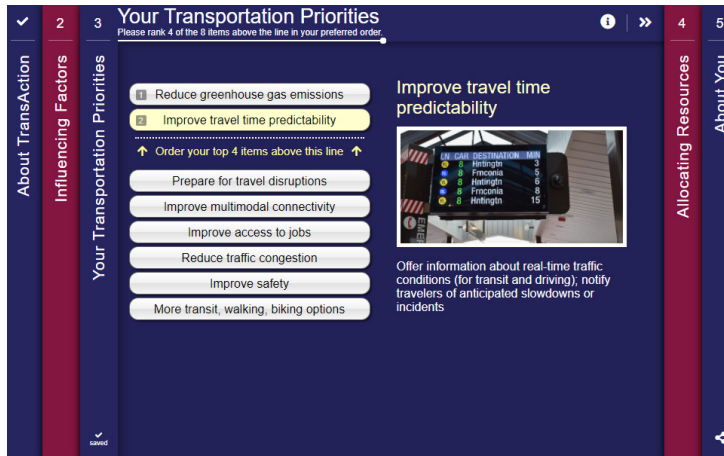 2
3
Your Transportation Priorities
4
5
Please rank 4 of the 8 items above the line in your preferred order.
About TransAction
Influencing Factors
Your Transportation Priorities
saved
1 Reduce greenhouse gas emissions
2 Improve travel time predictability
Order your top 4 items above this line
Prepare for travel disruptions
Improve multimodal connectivity
Improve access to jobs
Reduce traffic congestion
Improve safety
More transit, walking, biking options
Improve travel time
predictability
LN CAR DESTINATION MIN
8 Hntingtn 3
8 Frnconia 5
8 Hntingtn 6
8 Frnconia 8
8 Hntingtn 15
EME
Offer information about real-time traffic
conditions (for transit and driving); notify
travelers of anticipated slowdowns or
incidents
Allocating Resources
About You